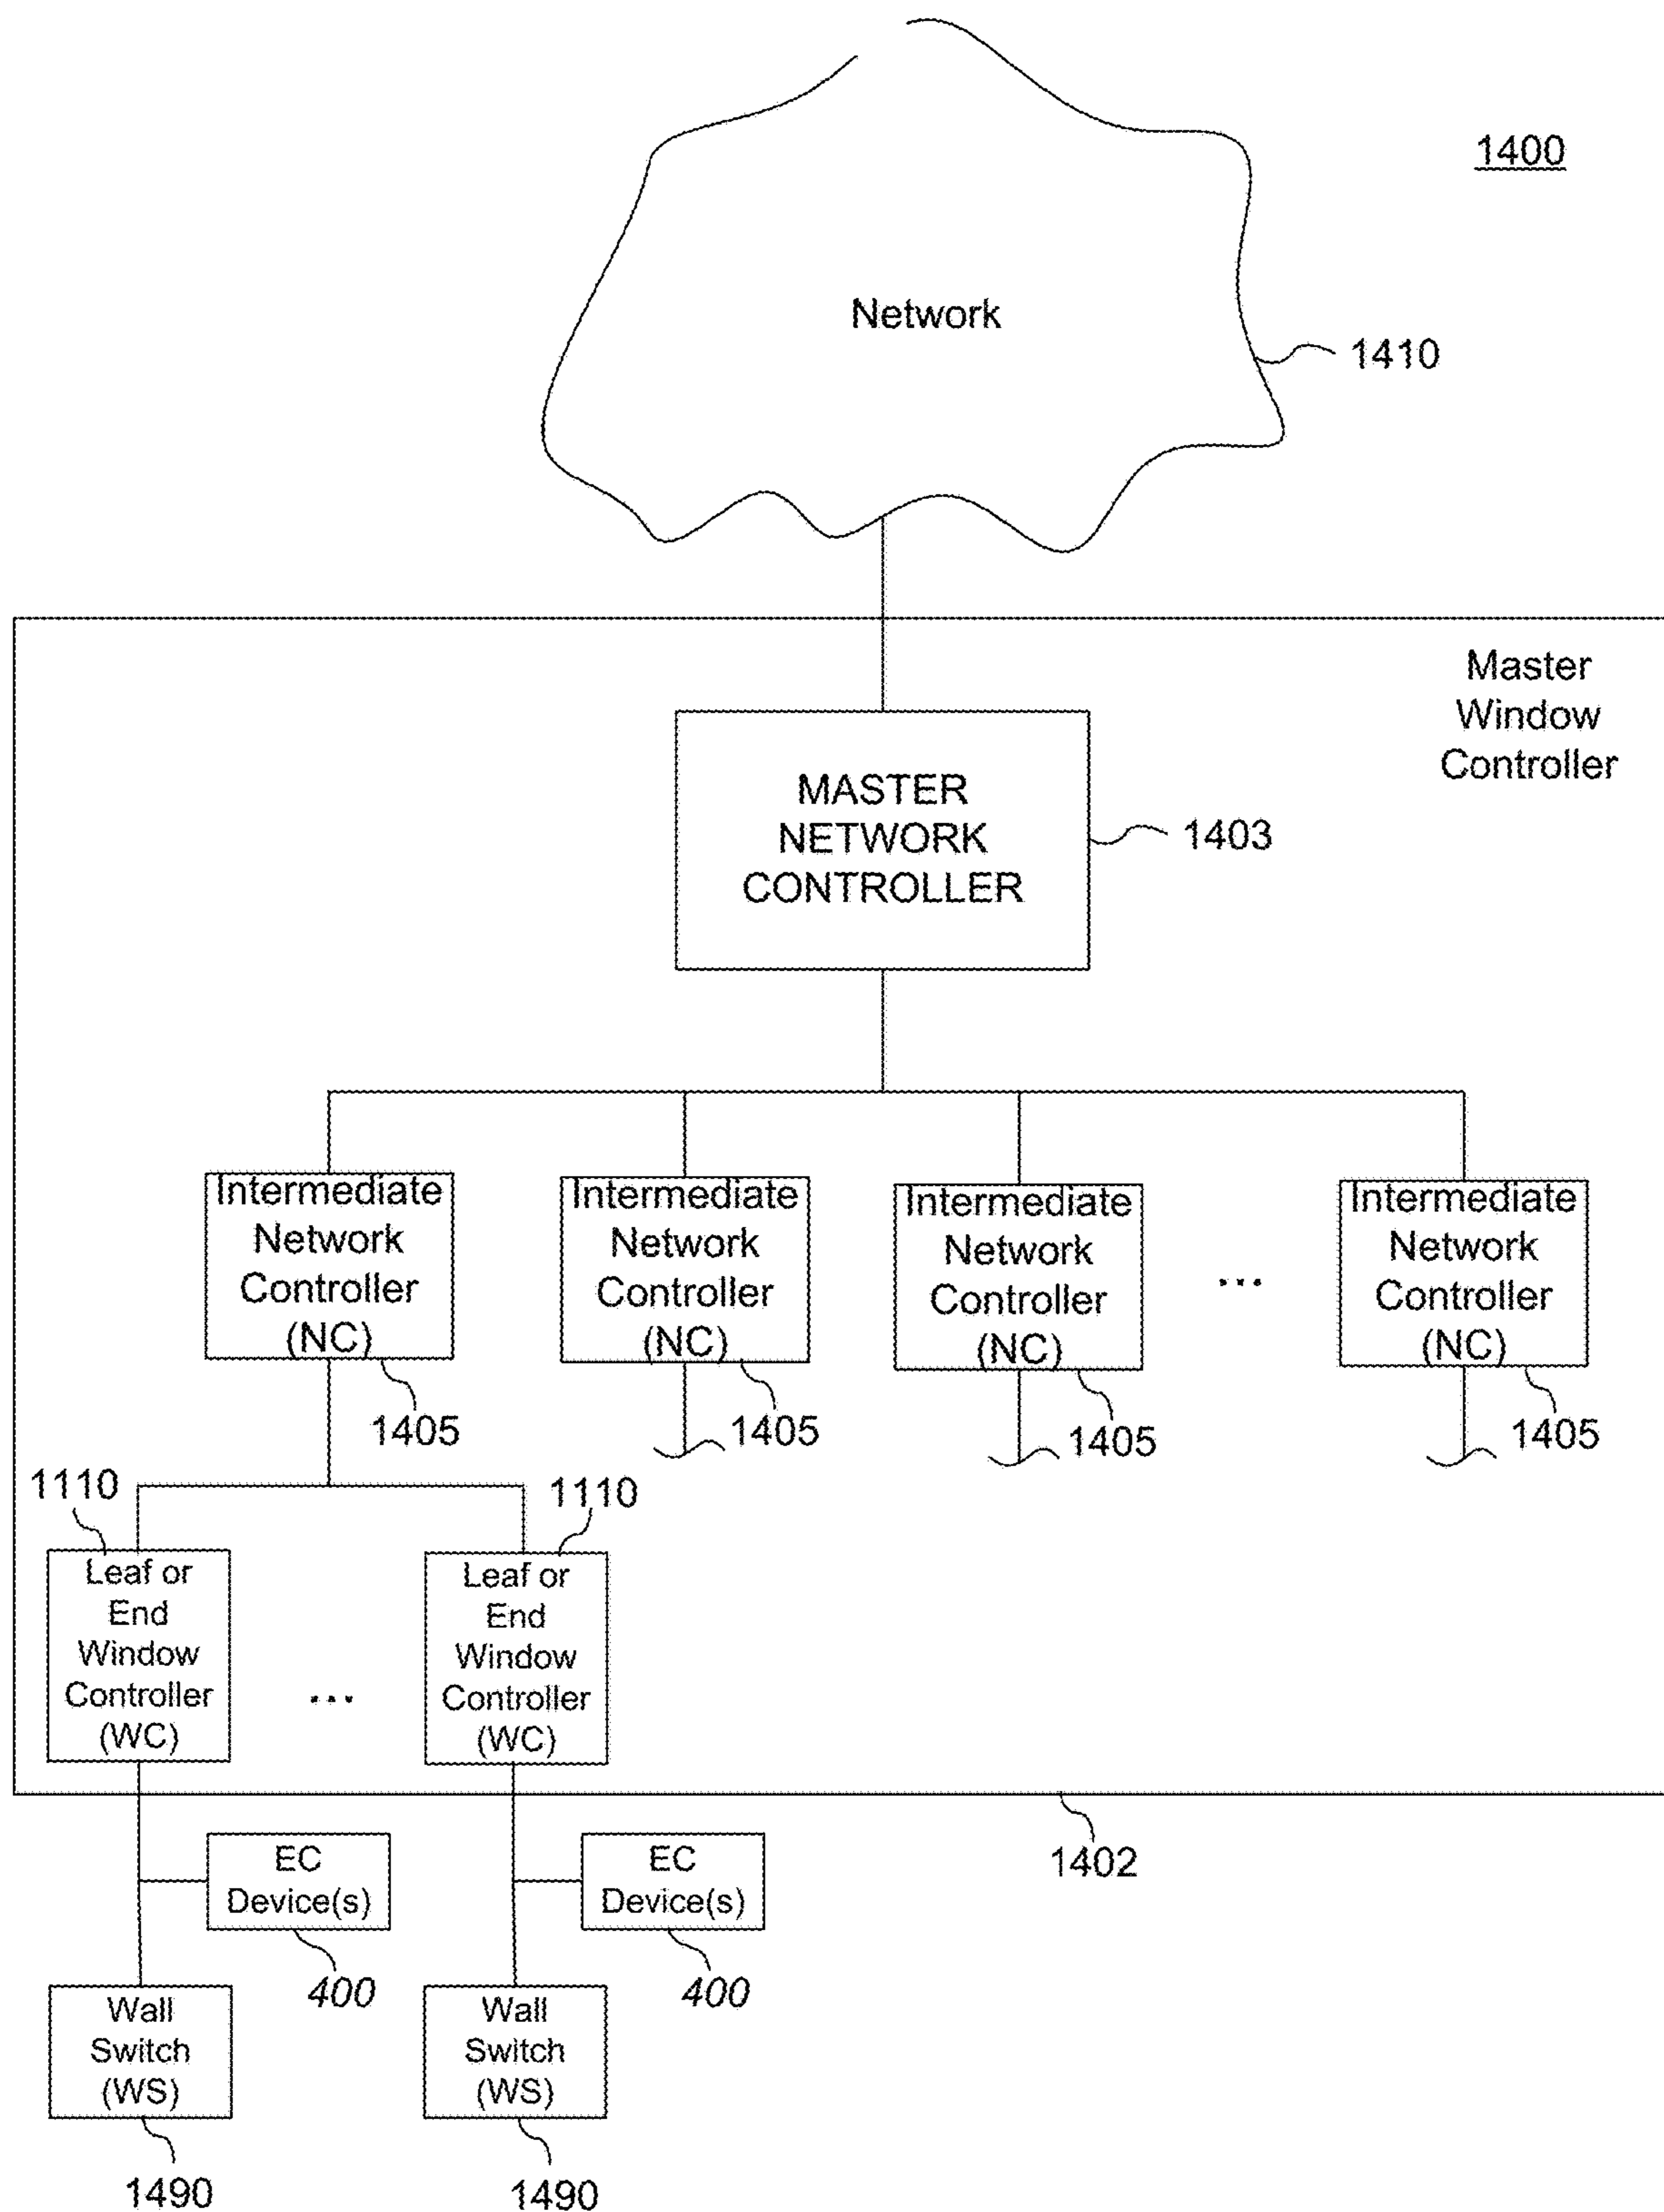 1400
Network
1410
Master
Window
Controller
MASTER
NETWORK
CONTROLLER
1403
Intermediate
Network
Controller
(NC)
Intermediate
Network
Controller
(NC)
Intermediate
Network
Controller
(NC)
...
Intermediate
Network
Controller
(NC)
1405
1405
1405
1405
1110
1110
Leaf or
End
Window
Controller
(WC)
...
Leaf or
End
Window
Controller
(WC)
1402
EC
Device(s)
EC
Device(s)
400
400
Wall
Switch
(WS)
Wall
Switch
(WS)
1490
1490